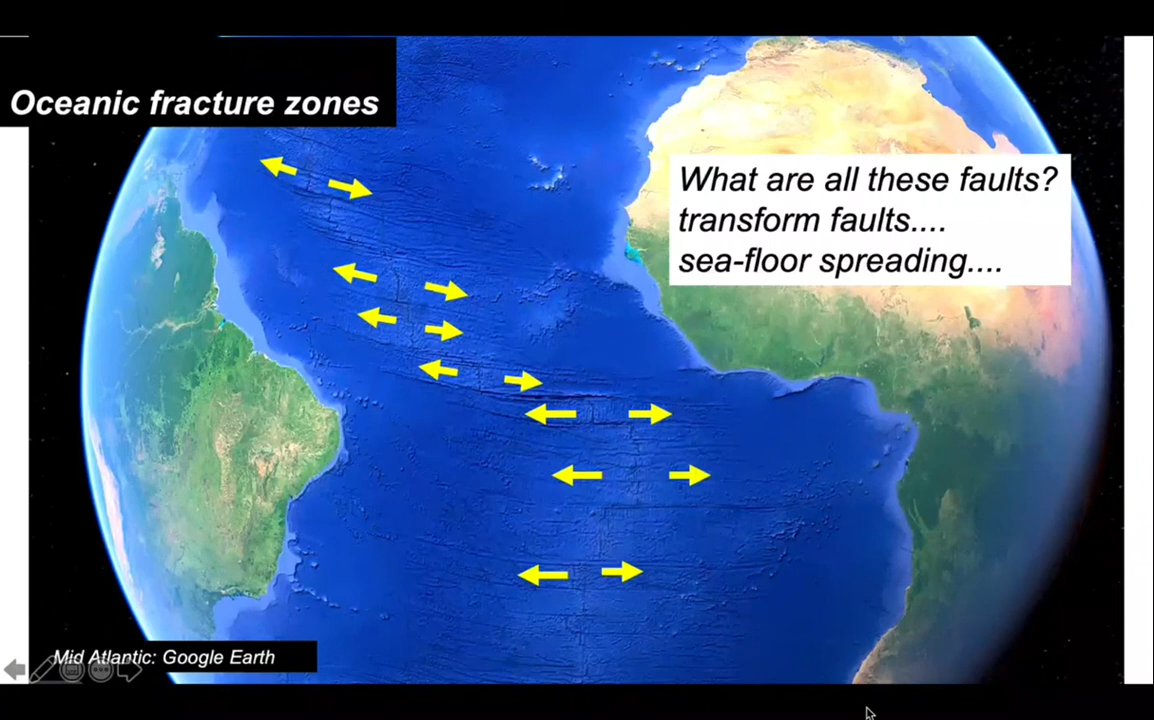 Oceanic fracture zones
What are all these faults?
transform faults....
sea-floor spreading....
Mid Atlantic: Google Earth